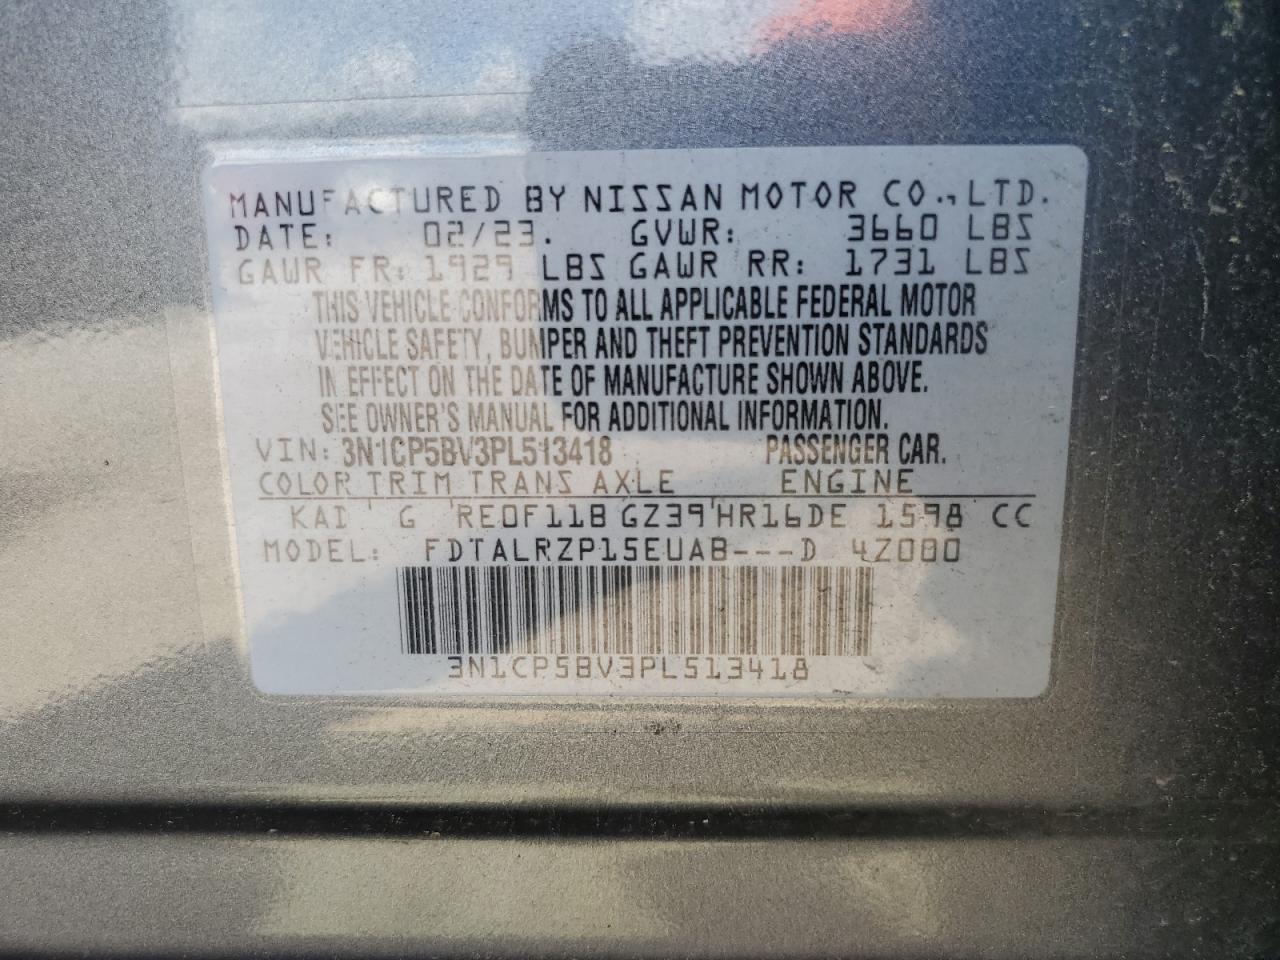 MANUFACTURED BY NISSAN MOTOR CO., LTD.
DATE: 02/23. GVWR: 3660 LBS
GAWR FR: 1929 LBS GAWR RR: 1731 LBS
THIS VEHICLE CONFORMS TO ALL APPLICABLE FEDERAL MOTOR
VEHICLE SAFETY, BUMPER AND THEFT PREVENTION STANDARDS
IN EFFECT ON THE DATE OF MANUFACTURE SHOWN ABOVE.
SEE OWNER'S MANUAL FOR ADDITIONAL INFORMATION.
VIN: 3N1CP5BV3PL513418 PASSENGER CAR.
COLOR TRIM TRANS AXLE ENGINE
KAD G RE0F11B GZ39 HR16DE 1598 CC
MODEL: FDTALRZP15EUAB---D 4Z000
3N1CP5BV3PL513418